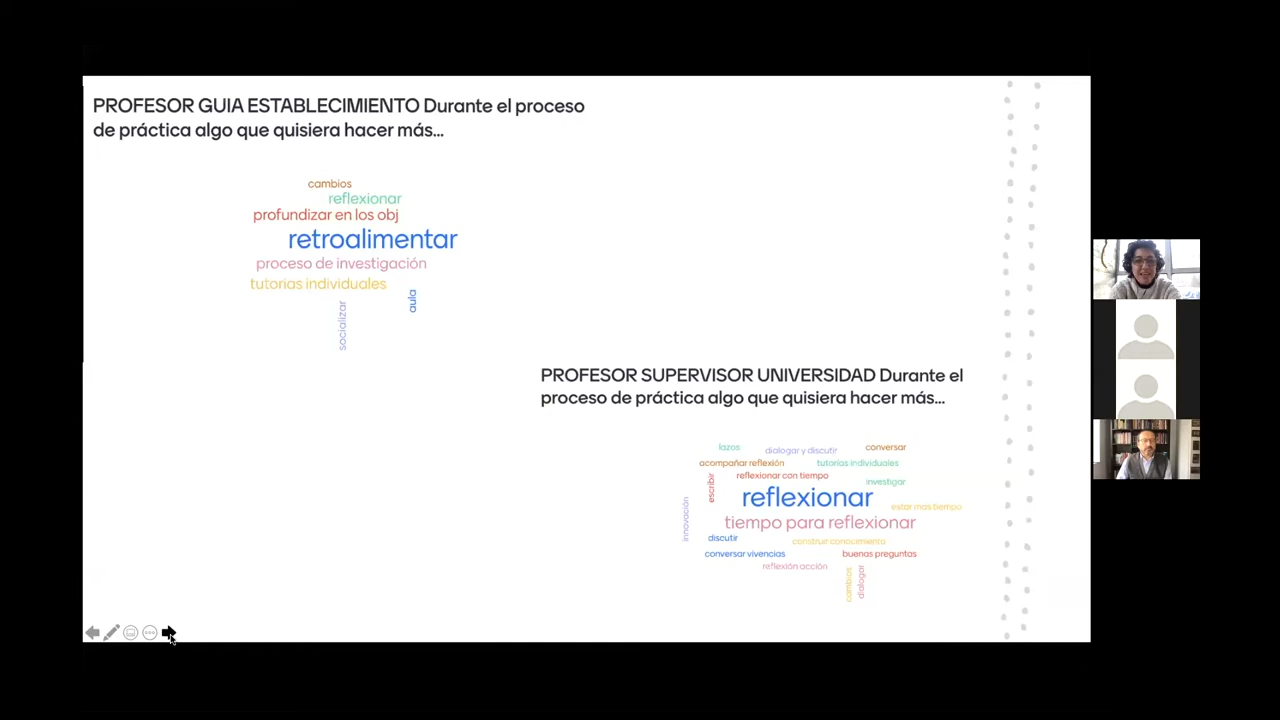 PROFESOR GUIA ESTABLECIMIENTO Durante el proceso
de práctica algo que quisiera hacer más...
cambios
reflexionar
profundizar en los obj
retroalimentar
proceso de investigación
tutorias individuales
aula
socializar
PROFESOR SUPERVISOR UNIVERSIDAD Durante el
proceso de práctica algo que quisiera hacer más...
lazos
dialogar y discutir
conversar
acompañar reflexión
tutorias individuales
reflexionar con tiempo
escribir
investigar
reflexionar
innovación
estar mas tiempo
tiempo para reflexionar
discutir
construir conocimiento
conversar vivencias
buenas preguntas
reflexión acción
cambios
dialogar